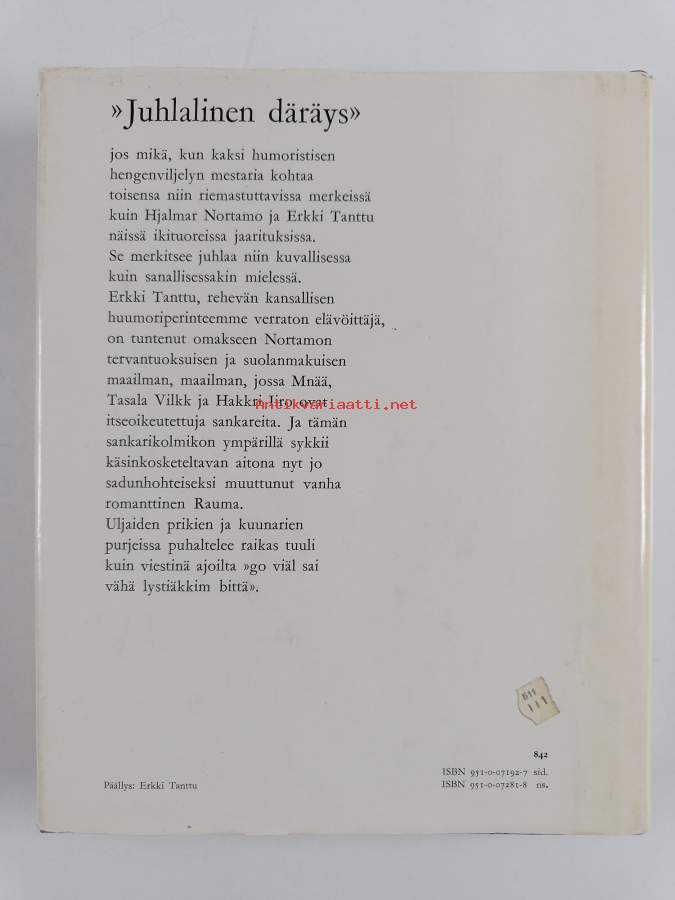 »Juhlalinen däräys»
jos mikä, kun kaksi humoristisen
hengenviljelyn mestaria kohtaa
toisensa niin riemastuttavissa merkeissä
kuin Hjalmar Nortamo ja Erkki Tanttu
näissä ikituoreissa jaarituksissa.
Se merkitsee juhlaa niin kuvallisessa
kuin sanallisessakin mielessä.
Erkki Tanttu, rehevän kansallisen
huumoriperinteemme verraton elävöittäjä,
on tuntenut omakseen Nortamon
tervantuoksuisen ja suolanmakuisen
maailman, maailman, jossa Mnää,
Tasala Vilkk ja Hakkri Iiro ovat
Antikvariaatti.net
itseoikeutettuja sankareita. Ja tämän
sankarikolmikon ympärillä sykkii
käsinkosketeltavan aitona nyt jo
sadunhohteiseksi muuttunut vanha
romanttinen Rauma.
Uljaiden prikien ja kuunarien
purjeissa puhaltelee raikas tuuli
kuin viestinä ajoilta »go viäl sai
vähä lystiäkkim bittä».
BH
111
842
ISBN 951-0-07192-7 sid.
ISBN 951-0-07281-8 ns.
Päällys: Erkki Tanttu